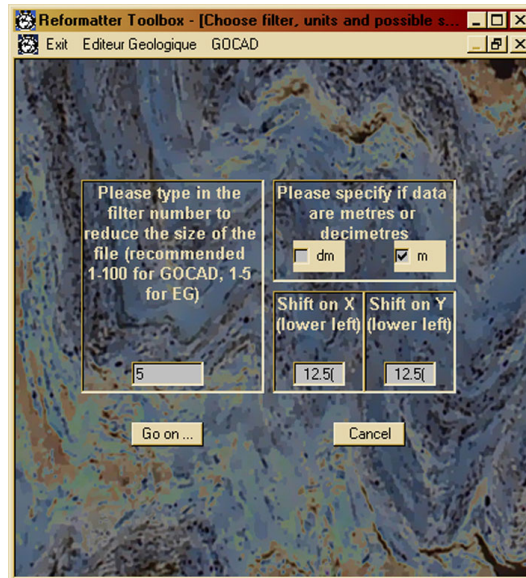 Reformatter Toolbox - [Choose filter, units and possible s...
Exit Editeur Geologique GOCAD
Please type in the
filter number to
reduce the size of the
file (recommended
1-100 for GOCAD, 1-5
for EG)
5
Please specify if data
are metres or
decimetres
dm m
Shift on X
(lower left)
12.5(
Shift on Y
(lower left)
12.5(
Go on ... Cancel